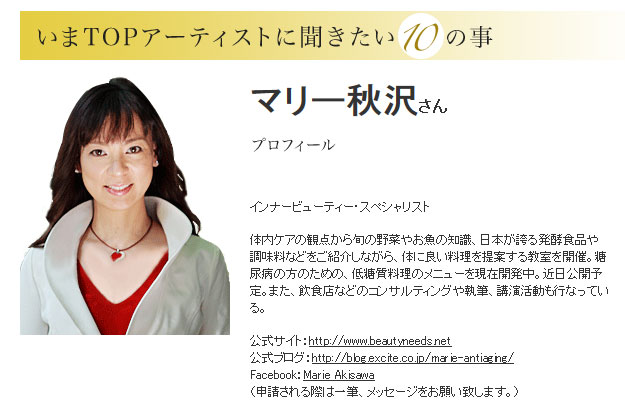 いまTOPアーティストに聞きたい10の事
マリー秋沢さん
プロフィール
インナービューティー・スペシャリスト
体内ケアの観点から旬の野菜やお魚の知識、日本が誇る発酵食品や
調味料などをご紹介しながら、体に良い料理を提案する教室を開催。糖
尿病の方のための、低糖質料理のメニューを現在開発中。近日公開予
定。また、飲食店などのコンサルティングや執筆、講演活動も行なってい
る。
公式サイト：http://www.beautyneeds.net
公式ブログ：http://blog.excite.co.jp/marie-antiaging/
Facebook：Marie Akisawa
（申請される際は一筆、メッセージをお願い致します。）